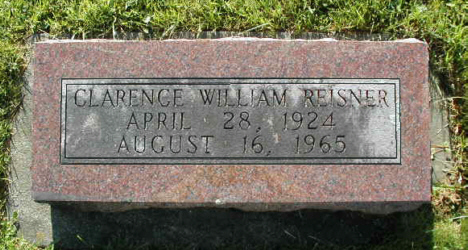 CLARENCE WILLIAM REISNER
APRIL 28, 1924
AUGUST 16, 1965